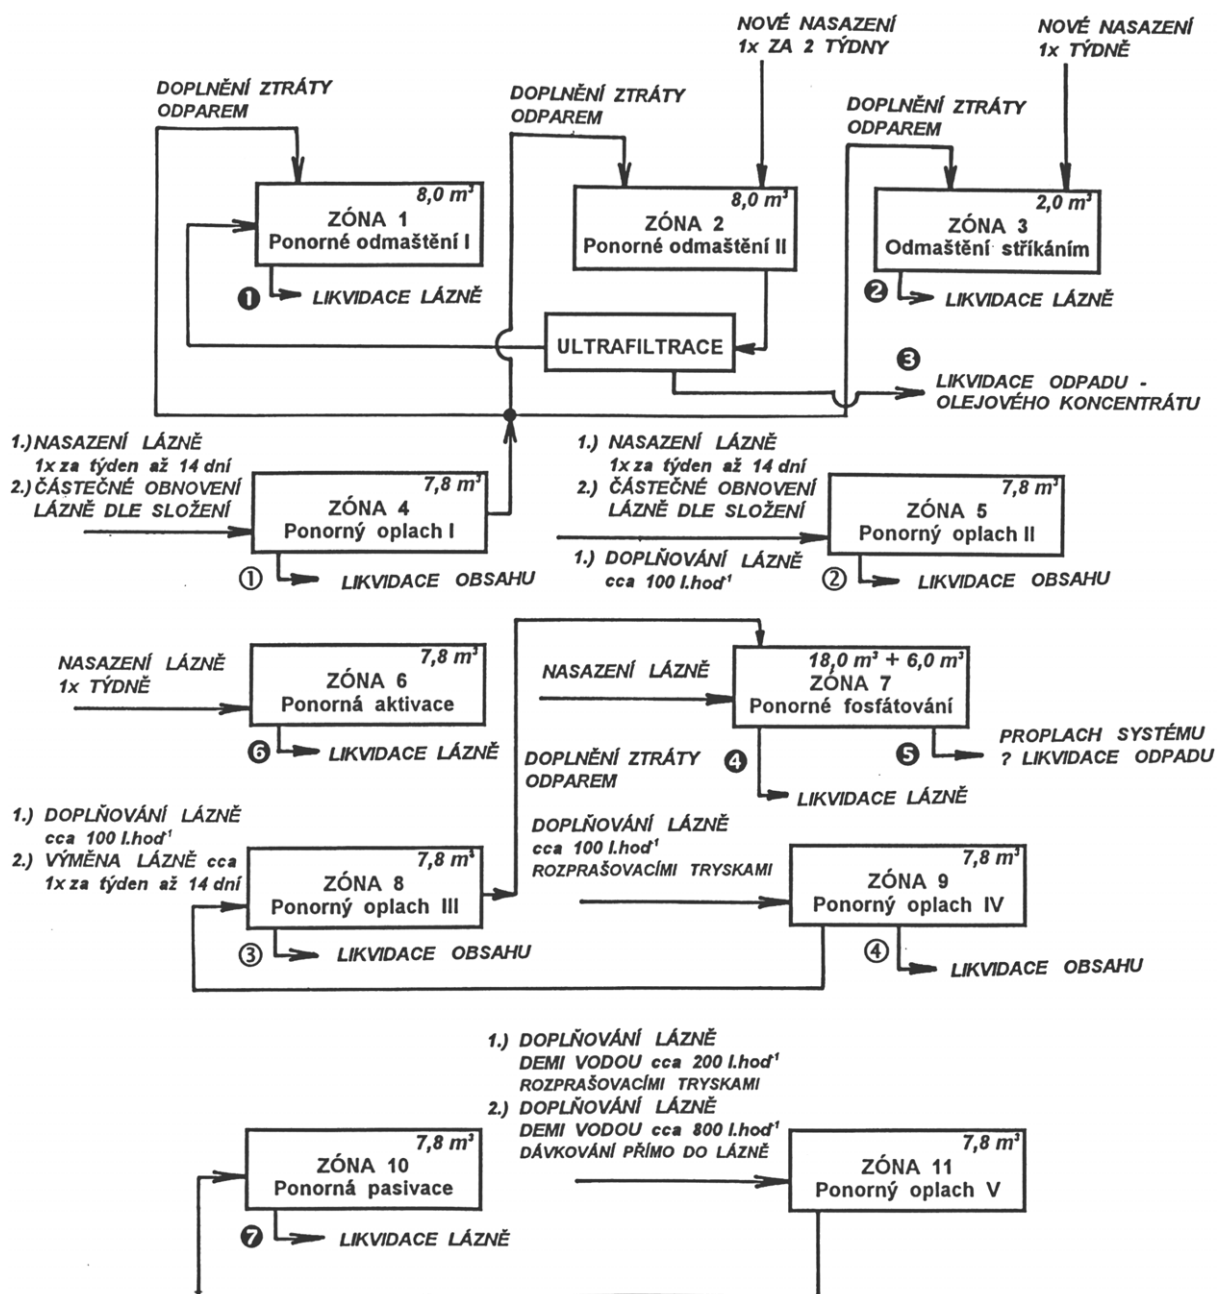 NOVÉ NASAZENÍ
1x ZA 2 TÝDNY
NOVÉ NASAZENÍ
1x TÝDNĚ
DOPLNĚNÍ ZTRÁTY
ODPAREM
DOPLNĚNÍ ZTRÁTY
ODPAREM
DOPLNĚNÍ ZTRÁTY
ODPAREM
8,0 m³
ZÓNA 1
Ponorné odmaštění I
8,0 m³
ZÓNA 2
Ponorné odmaštění II
2,0 m³
ZÓNA 3
Odmaštění stříkáním
❶ LIKVIDACE LÁZNĚ
❷ LIKVIDACE LÁZNĚ
ULTRAFILTRACE
❸
LIKVIDACE ODPADU -
OLEJOVÉHO KONCENTRÁTU
1.) NASAZENÍ LÁZNĚ
1x za týden až 14 dní
2.) ČÁSTEČNÉ OBNOVENÍ
LÁZNĚ DLE SLOŽENÍ
7,8 m³
ZÓNA 4
Ponorný oplach I
① LIKVIDACE OBSAHU
1.) NASAZENÍ LÁZNĚ
1x za týden až 14 dní
2.) ČÁSTEČNÉ OBNOVENÍ
LÁZNĚ DLE SLOŽENÍ
1.) DOPLŇOVÁNÍ LÁZNĚ
cca 100 l.hod¹
7,8 m³
ZÓNA 5
Ponorný oplach II
② LIKVIDACE OBSAHU
NASAZENÍ LÁZNĚ
1x TÝDNĚ
7,8 m³
ZÓNA 6
Ponorná aktivace
❻ LIKVIDACE LÁZNĚ
NASAZENÍ LÁZNĚ
18,0 m³ + 6,0 m³
ZÓNA 7
Ponorné fosfátování
DOPLNĚNÍ ZTRÁTY
ODPAREM
❹
LIKVIDACE LÁZNĚ
❺
PROPLACH SYSTÉMU
? LIKVIDACE ODPADU
1.) DOPLŇOVÁNÍ LÁZNĚ
cca 100 l.hod¹
2.) VÝMĚNA LÁZNĚ cca
1x za týden až 14 dní
7,8 m³
ZÓNA 8
Ponorný oplach III
③ LIKVIDACE OBSAHU
DOPLŇOVÁNÍ LÁZNĚ
cca 100 l.hod¹
ROZPRAŠOVACÍMI TRYSKAMI
7,8 m³
ZÓNA 9
Ponorný oplach IV
④ LIKVIDACE OBSAHU
1.) DOPLŇOVÁNÍ LÁZNĚ
DEMI VODOU cca 200 l.hod¹
ROZPRAŠOVACÍMI TRYSKAMI
2.) DOPLŇOVÁNÍ LÁZNĚ
DEMI VODOU cca 800 l.hod¹
DÁVKOVÁNÍ PŘÍMO DO LÁZNĚ
7,8 m³
ZÓNA 10
Ponorná pasivace
❼ LIKVIDACE LÁZNĚ
7,8 m³
ZÓNA 11
Ponorný oplach V